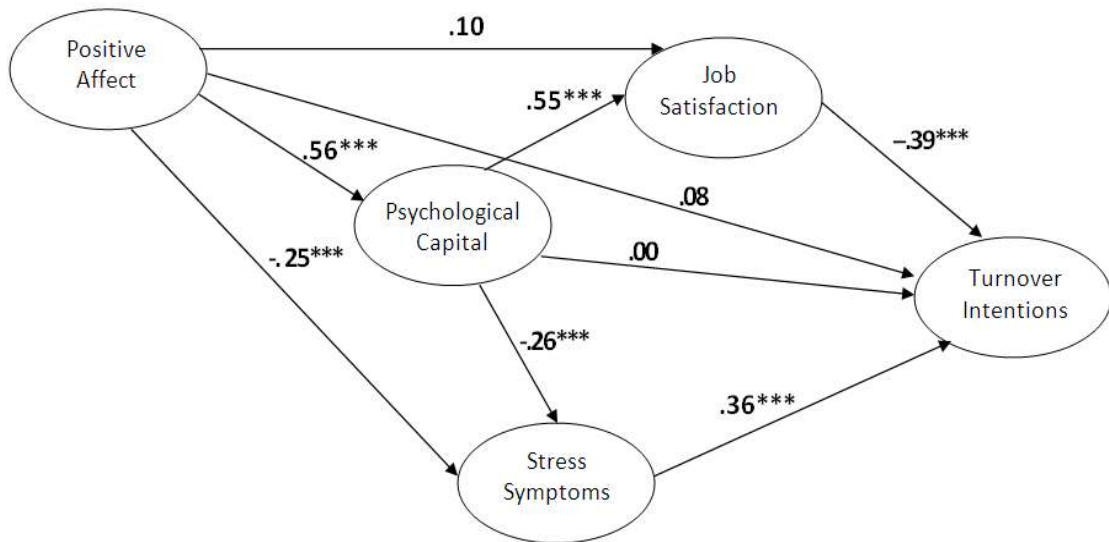 Positive
Affect
.10
Job
Satisfaction
.55***
–.39***
.56***
Psychological
Capital
.08
.00
-. 25***
Turnover
Intentions
-.26***
.36***
Stress
Symptoms